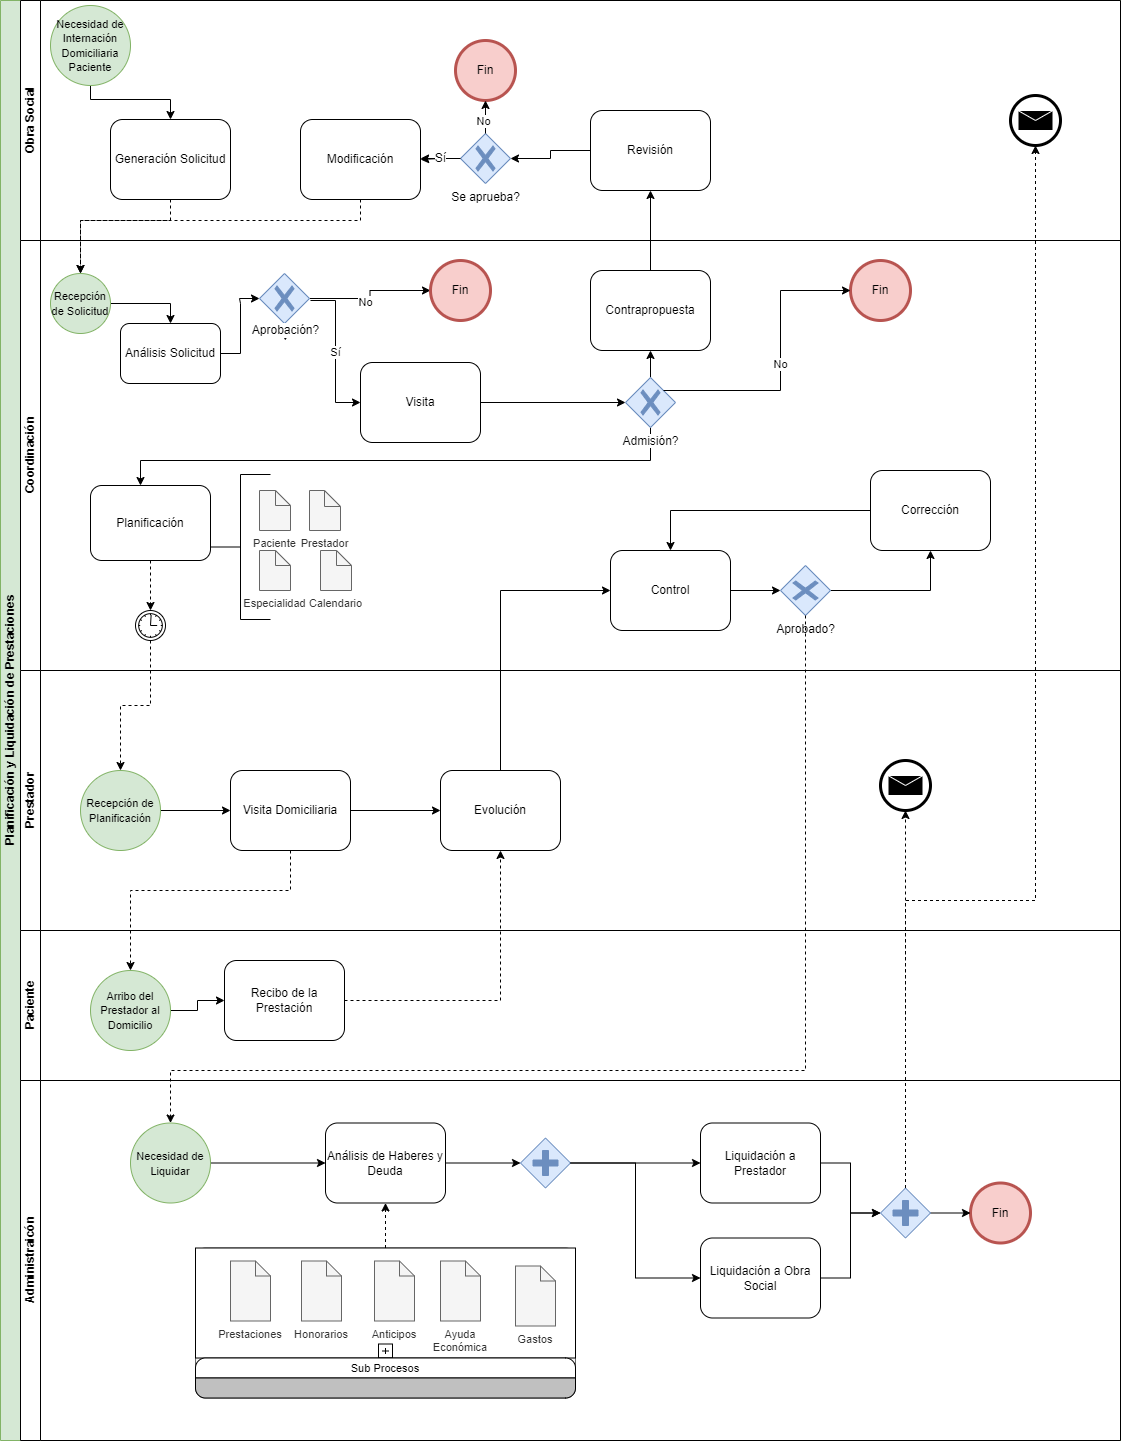 Planificación y Liquidación de Prestaciones
Obra Social
Necesidad de
Internación
Domiciliaria
Paciente
Fin
No
Generación Solicitud
Modificación
Sí
Se aprueba?
Revisión
Coordinación
Recepción
de Solicitud
Análisis Solicitud
Aprobación?
No
Fin
Sí
Visita
Contrapropuesta
Admisión?
No
Fin
Planificación
Paciente
Prestador
Especialidad
Calendario
Control
Aprobado?
Corrección
Prestador
Recepción de
Planificación
Visita Domiciliaria
Evolución
Paciente
Arribo del
Prestador al
Domicilio
Recibo de la
Prestación
Administraicón
Necesidad de
Liquidar
Análisis de Haberes y
Deuda
Liquidación a
Prestador
Liquidación a Obra
Social
Fin
Prestaciones
Honorarios
Anticipos
Ayuda
Económica
Gastos
Sub Procesos